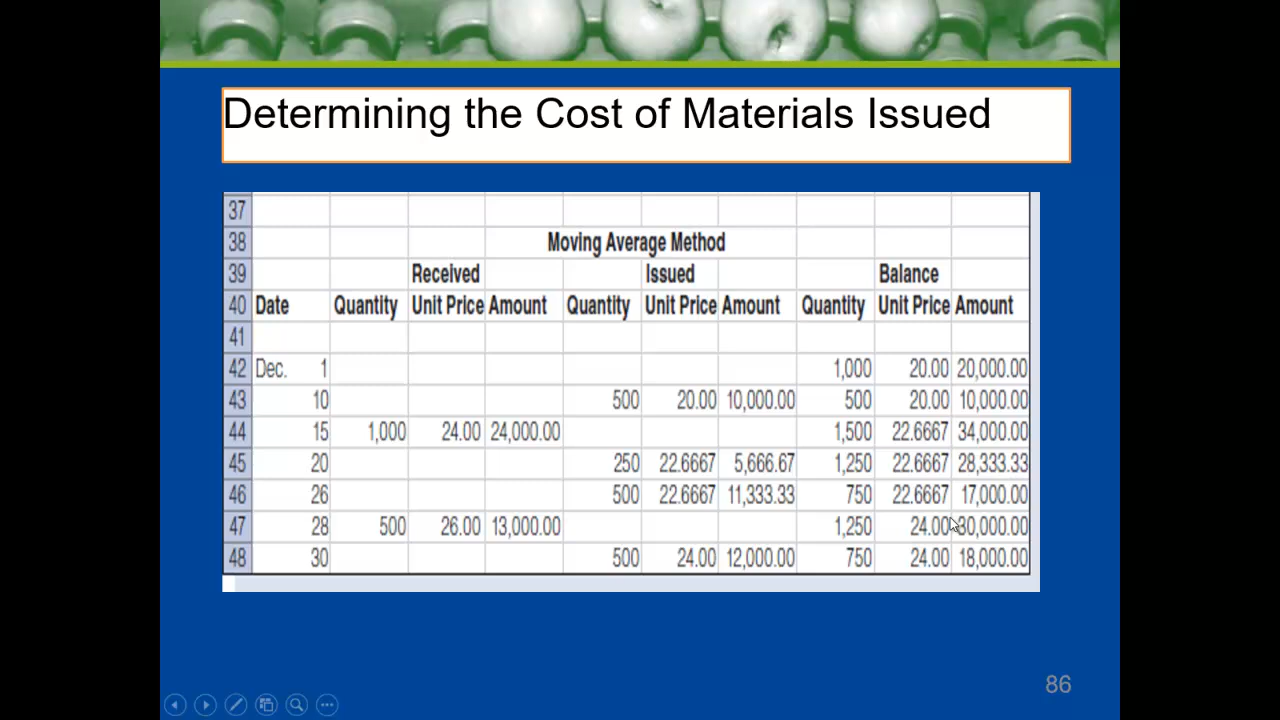 Determining the Cost of Materials Issued
37
38 Moving Average Method
39 Received Issued Balance
40 Date Quantity Unit Price Amount Quantity Unit Price Amount Quantity Unit Price Amount
41
42 Dec. 1 1,000 20.00 20,000.00
43 10 500 20.00 10,000.00 500 20.00 10,000.00
44 15 1,000 24.00 24,000.00 1,500 22.6667 34,000.00
45 20 250 22.6667 5,666.67 1,250 22.6667 28,333.33
46 26 500 22.6667 11,333.33 750 22.6667 17,000.00
47 28 500 26.00 13,000.00 1,250 24.00 30,000.00
48 30 500 24.00 12,000.00 750 24.00 18,000.00
86